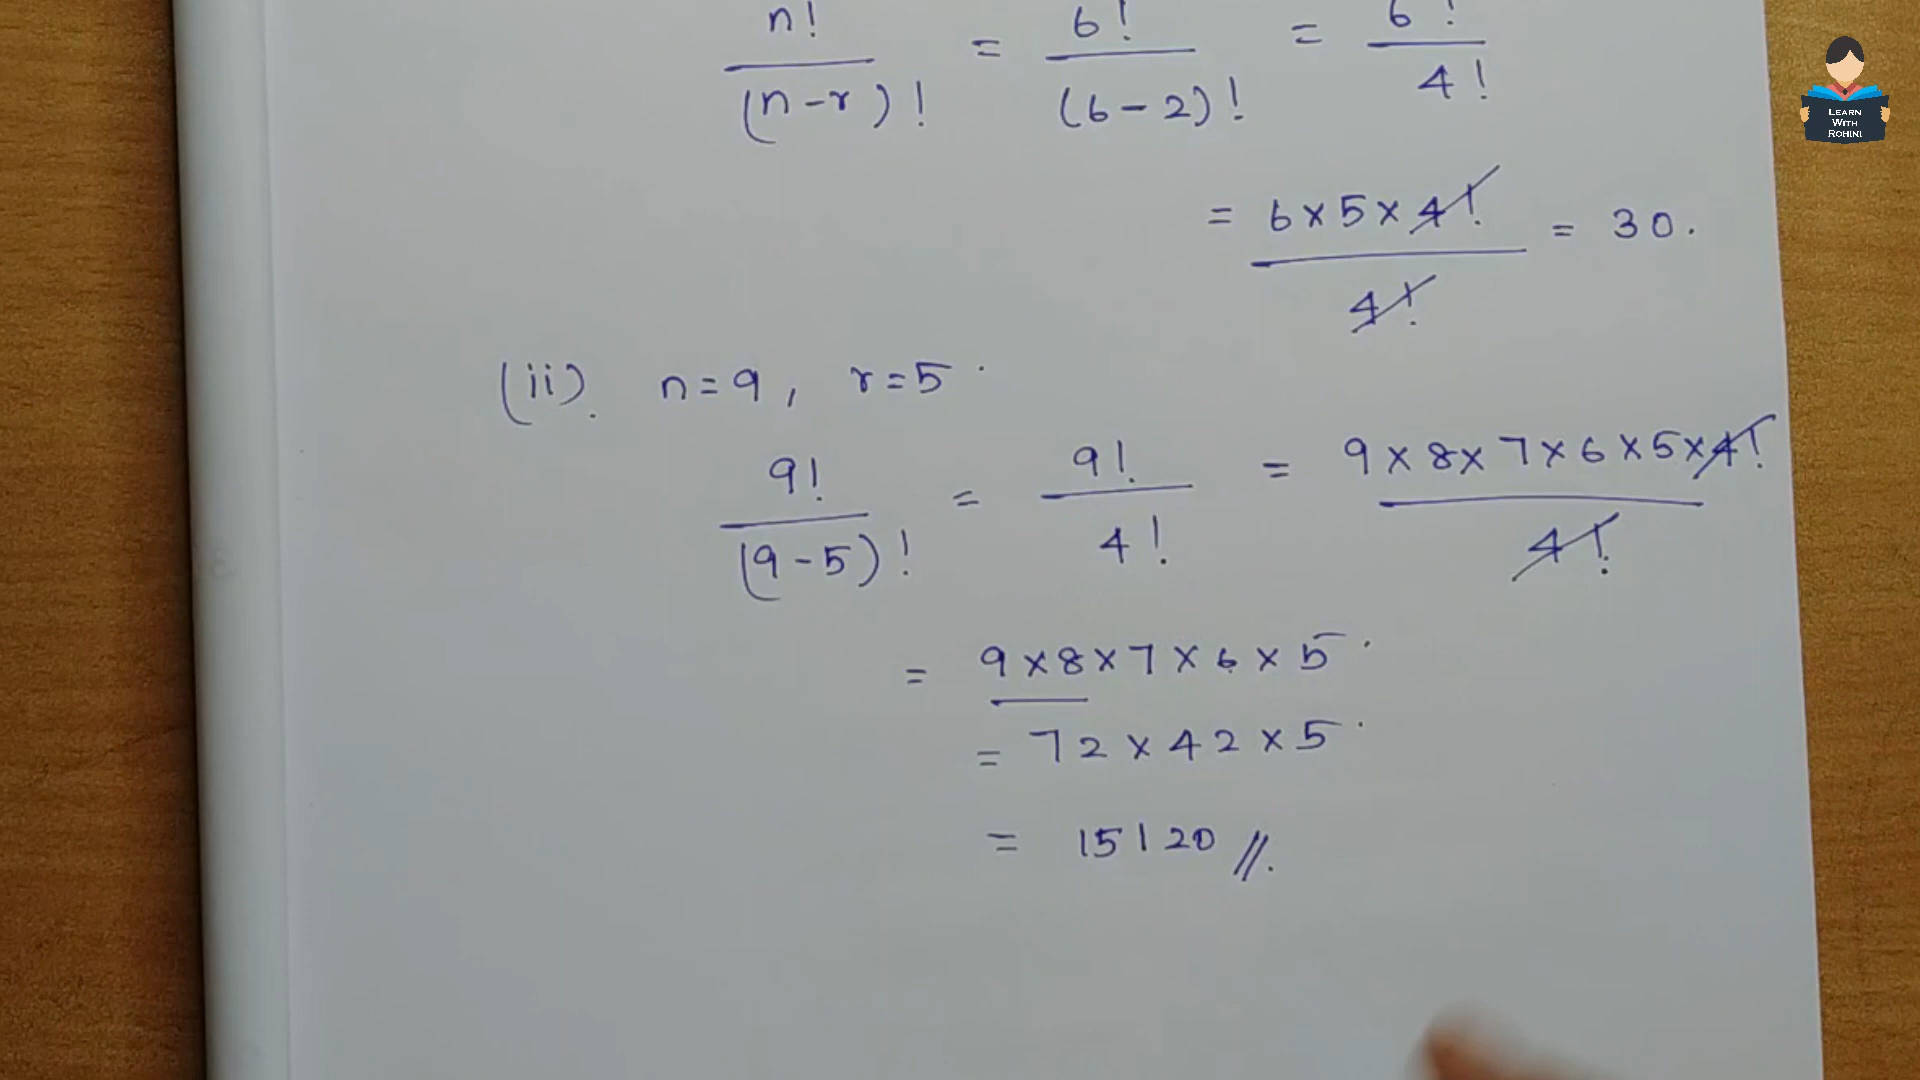 n! / (n-r)! = 6! / (6-2)! = 6! / 4!
= 6×5×4! / 4! = 30.
(ii). n=9, r=5.
9! / (9-5)! = 9! / 4! = 9×8×7×6×5×4! / 4!
= 9×8×7×6×5.
= 72×42×5.
= 15120 //.
LEARN
WITH
ROHINI